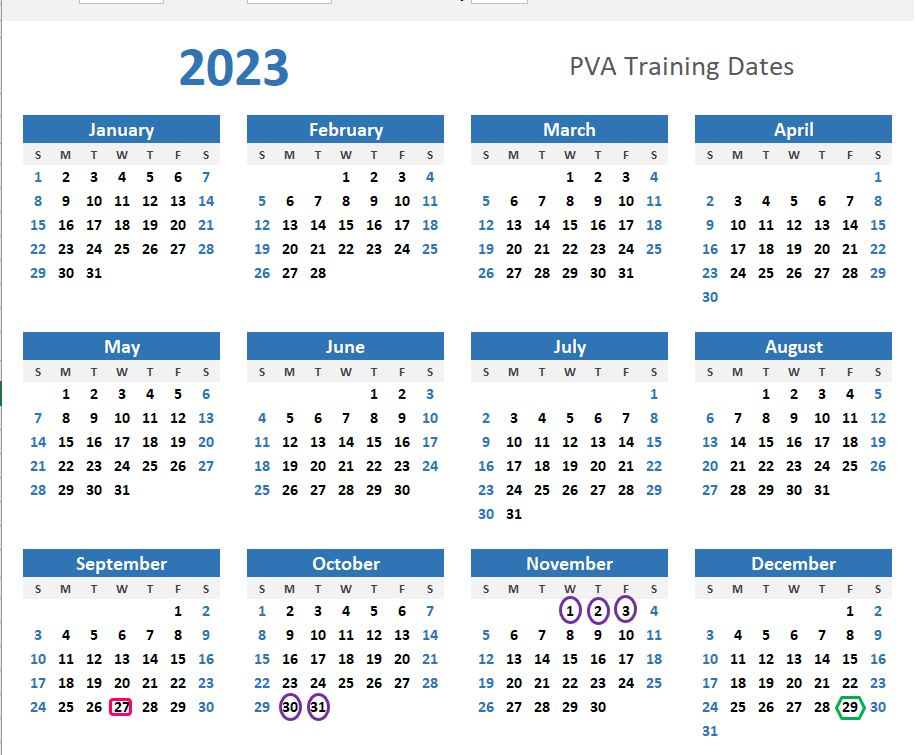 2023 PVA Training Dates
January February March April
S M T W T F S S M T W T F S S M T W T F S S M T W T F S
1 2 3 4 5 6 7 1 2 3 4 1 2 3 4 1
8 9 10 11 12 13 14 5 6 7 8 9 10 11 5 6 7 8 9 10 11 2 3 4 5 6 7 8
15 16 17 18 19 20 21 12 13 14 15 16 17 18 12 13 14 15 16 17 18 9 10 11 12 13 14 15
22 23 24 25 26 27 28 19 20 21 22 23 24 25 19 20 21 22 23 24 25 16 17 18 19 20 21 22
29 30 31 26 27 28 26 27 28 29 30 31 23 24 25 26 27 28 29
30
May June July August
S M T W T F S S M T W T F S S M T W T F S S M T W T F S
1 2 3 4 5 6 1 2 3 1 1 2 3 4 5
7 8 9 10 11 12 13 4 5 6 7 8 9 10 2 3 4 5 6 7 8 6 7 8 9 10 11 12
14 15 16 17 18 19 20 11 12 13 14 15 16 17 9 10 11 12 13 14 15 13 14 15 16 17 18 19
21 22 23 24 25 26 27 18 19 20 21 22 23 24 16 17 18 19 20 21 22 20 21 22 23 24 25 26
28 29 30 31 25 26 27 28 29 30 23 24 25 26 27 28 29 27 28 29 30 31
30 31
September October November December
S M T W T F S S M T W T F S S M T W T F S S M T W T F S
1 2 1 2 3 4 5 6 7 1 2 3 4 1 2
3 4 5 6 7 8 9 8 9 10 11 12 13 14 5 6 7 8 9 10 11 3 4 5 6 7 8 9
10 11 12 13 14 15 16 15 16 17 18 19 20 21 12 13 14 15 16 17 18 10 11 12 13 14 15 16
17 18 19 20 21 22 23 22 23 24 25 26 27 28 19 20 21 22 23 24 25 17 18 19 20 21 22 23
24 25 26 27 28 29 30 29 30 31 26 27 28 29 30 24 25 26 27 28 29 30
31